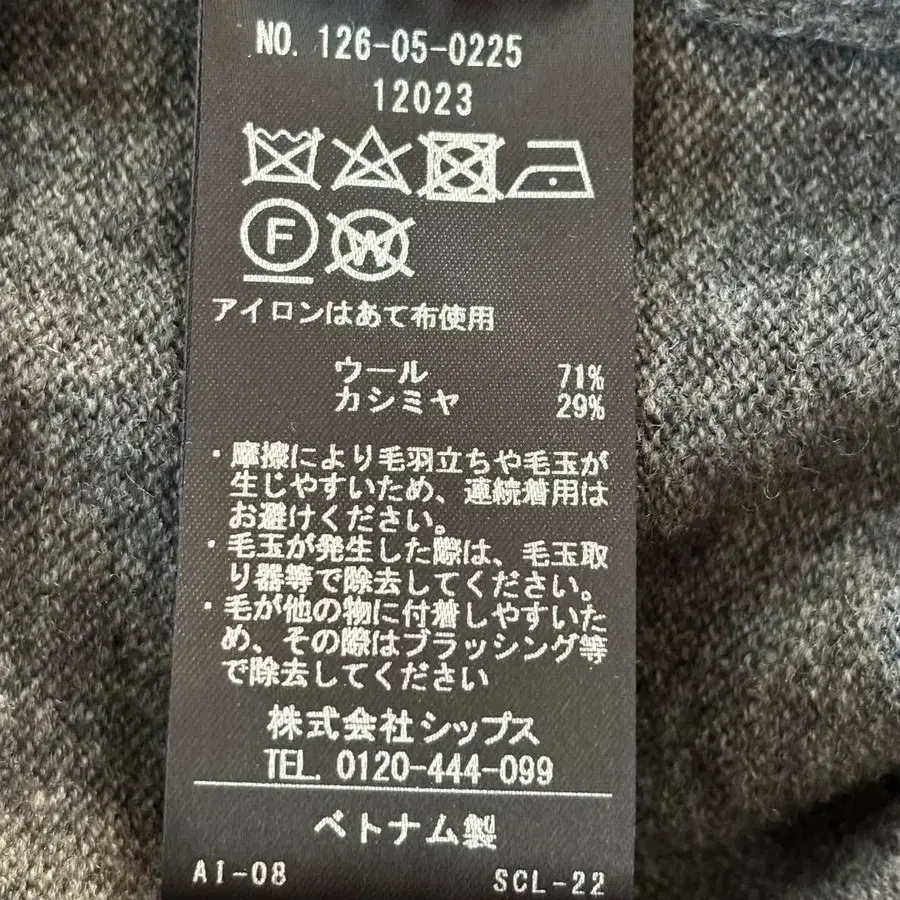 NO. 126-05-0225
12023
F
W
アイロンはあて布使用
ウール 71%
カシミヤ 29%
・摩擦により毛羽立ちや毛玉が
生じやすいため、連続着用は
お避けください。
・毛玉が発生した際は、毛玉取
り器等で除去してください。
・毛が他の物に付着しやすいた
め、その際はブラッシング等
で除去してください
株式会社シップス
TEL. 0120-444-099
ベトナム製
A1-08 SCL-22